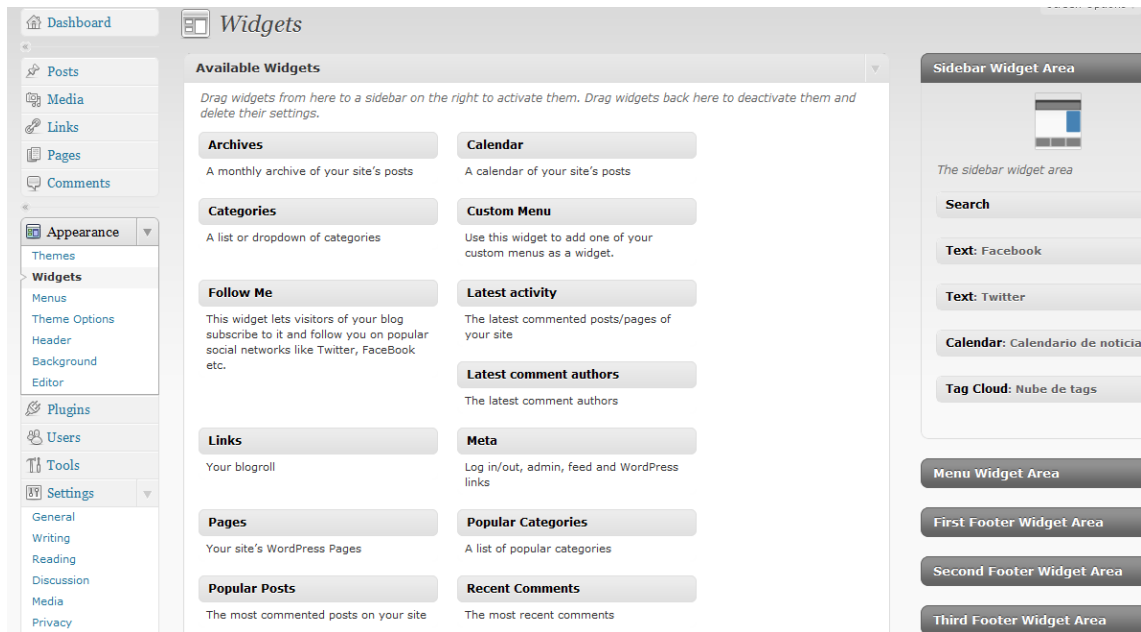 Dashboard
Posts
Media
Links
Pages
Comments
Appearance
Themes
Widgets
Menus
Theme Options
Header
Background
Editor
Plugins
Users
Tools
Settings
General
Writing
Reading
Discussion
Media
Privacy
Widgets
Available Widgets
Drag widgets from here to a sidebar on the right to activate them. Drag widgets back here to deactivate them and
delete their settings.
Archives
A monthly archive of your site's posts
Calendar
A calendar of your site's posts
Categories
A list or dropdown of categories
Custom Menu
Use this widget to add one of your
custom menus as a widget.
Follow Me
This widget lets visitors of your blog
subscribe to it and follow you on popular
social networks like Twitter, FaceBook
etc.
Latest activity
The latest commented posts/pages of
your site
Latest comment authors
The latest comment authors
Links
Your blogroll
Meta
Log in/out, admin, feed and WordPress
links
Pages
Your site's WordPress Pages
Popular Categories
A list of popular categories
Popular Posts
The most commented posts on your site
Recent Comments
The most recent comments
Sidebar Widget Area
The sidebar widget area
Search
Text: Facebook
Text: Twitter
Calendar: Calendario de noticia
Tag Cloud: Nube de tags
Menu Widget Area
First Footer Widget Area
Second Footer Widget Area
Third Footer Widget Area